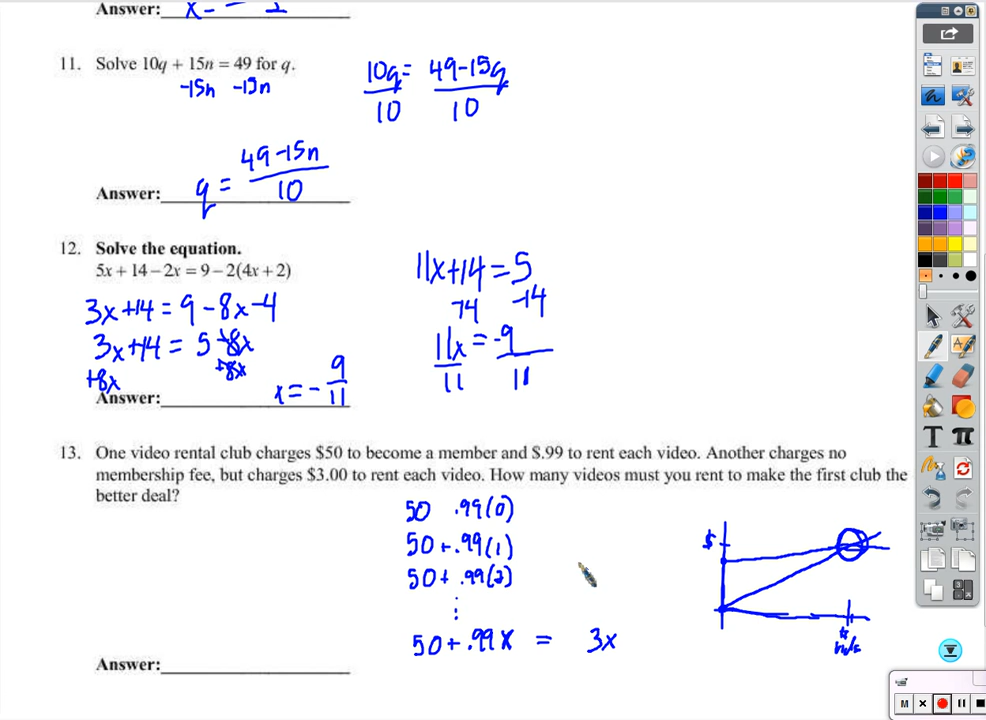 Answer: x = - 2
11. Solve 10q + 15n = 49 for q.
-15n -15n
10q = 49-15q
10 10
q = 49-15n
10
Answer:
12. Solve the equation.
5x + 14 – 2x = 9 – 2(4x + 2)
3x+14 = 9 - 8x - 4
3x+14 = 5 - 8x
+8x +8x
x = - 9
11
Answer:
11x+14 = 5
-14 -14
11x = -9
11 11
13. One video rental club charges $50 to become a member and $.99 to rent each video. Another charges no
membership fee, but charges $3.00 to rent each video. How many videos must you rent to make the first club the
better deal?
50 .99(0)
50+.99(1)
50+ .99(2)
⋮
50+.99x = 3x
$
Answer:
M